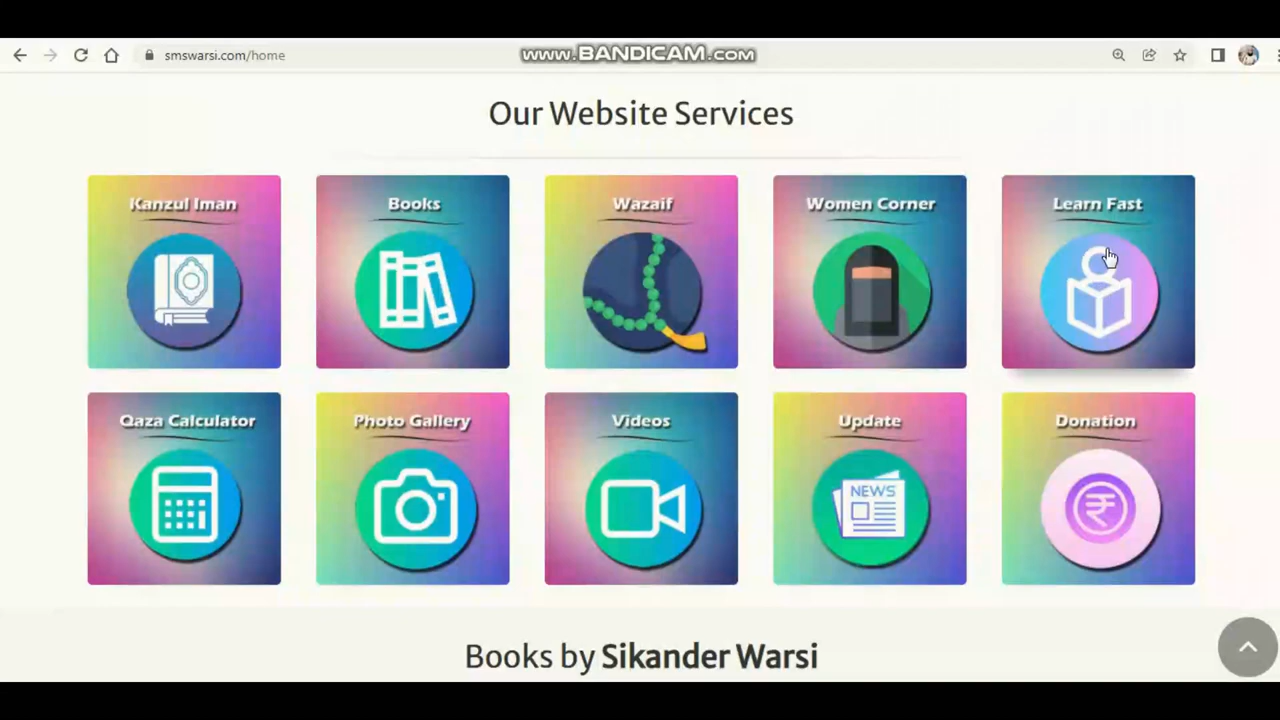 smswarsi.com/home
www.BANDICAM.com
Our Website Services
Kanzul Iman
Books
Wazaif
Women Corner
Learn Fast
Qaza Calculator
Photo Gallery
Videos
Update
Donation
NEWS
₹
Books by Sikander Warsi